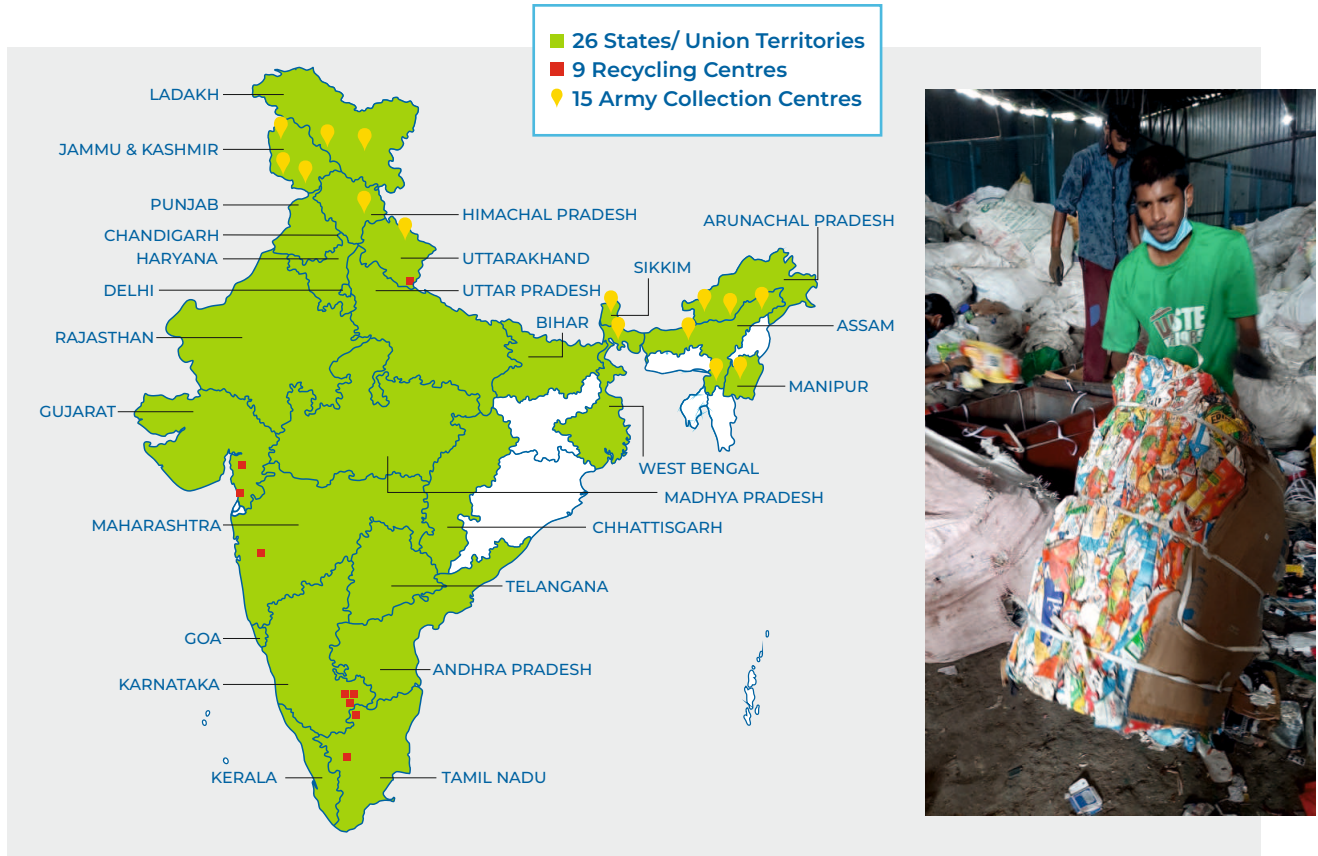 26 States/ Union Territories
9 Recycling Centres
15 Army Collection Centres
LADAKH
JAMMU & KASHMIR
PUNJAB
HIMACHAL PRADESH
ARUNACHAL PRADESH
CHANDIGARH
HARYANA
UTTARAKHAND
SIKKIM
DELHI
UTTAR PRADESH
BIHAR
ASSAM
RAJASTHAN
MANIPUR
GUJARAT
WEST BENGAL
MADHYA PRADESH
MAHARASHTRA
CHHATTISGARH
TELANGANA
GOA
ANDHRA PRADESH
KARNATAKA
KERALA
TAMIL NADU